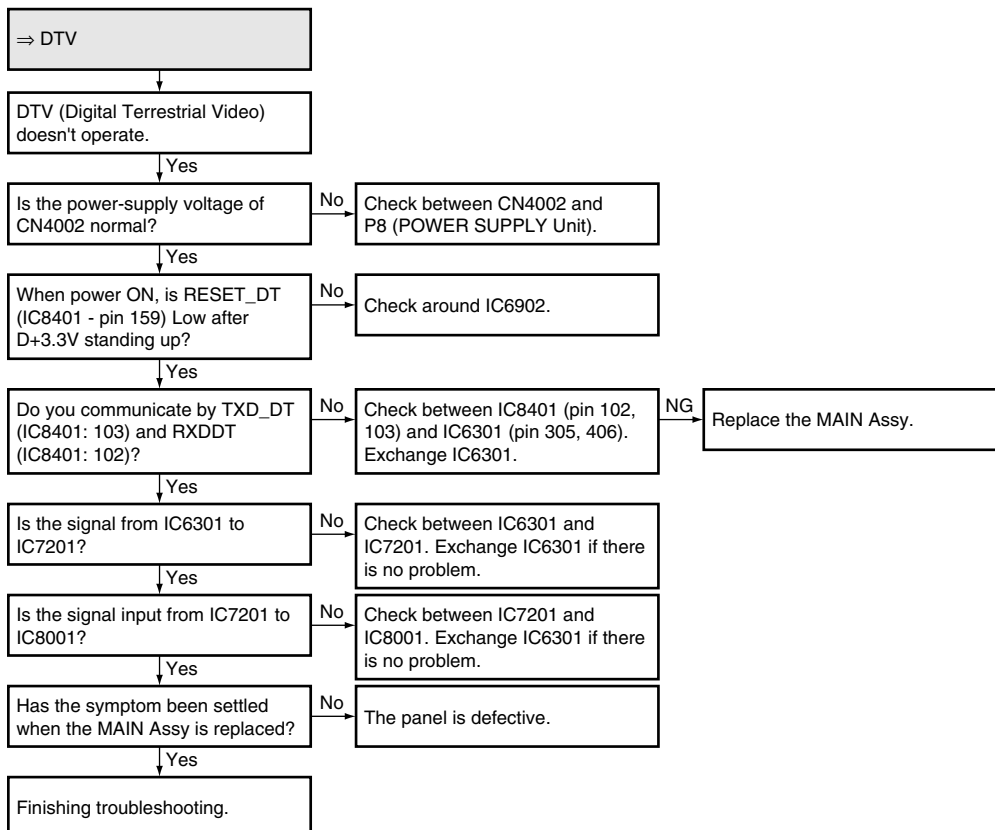 ⇒ DTV
DTV (Digital Terrestrial Video)
doesn't operate.
Yes
Is the power-supply voltage of
CN4002 normal?
No
Check between CN4002 and
P8 (POWER SUPPLY Unit).
Yes
When power ON, is RESET_DT
(IC8401 - pin 159) Low after
D+3.3V standing up?
No
Check around IC6902.
Yes
Do you communicate by TXD_DT
(IC8401: 103) and RXDDT
(IC8401: 102)?
No
Check between IC8401 (pin 102,
103) and IC6301 (pin 305, 406).
Exchange IC6301.
NG
Replace the MAIN Assy.
Yes
Is the signal from IC6301 to
IC7201?
No
Check between IC6301 and
IC7201. Exchange IC6301 if there
is no problem.
Yes
Is the signal input from IC7201 to
IC8001?
No
Check between IC7201 and
IC8001. Exchange IC6301 if there
is no problem.
Yes
Has the symptom been settled
when the MAIN Assy is replaced?
No
The panel is defective.
Yes
Finishing troubleshooting.